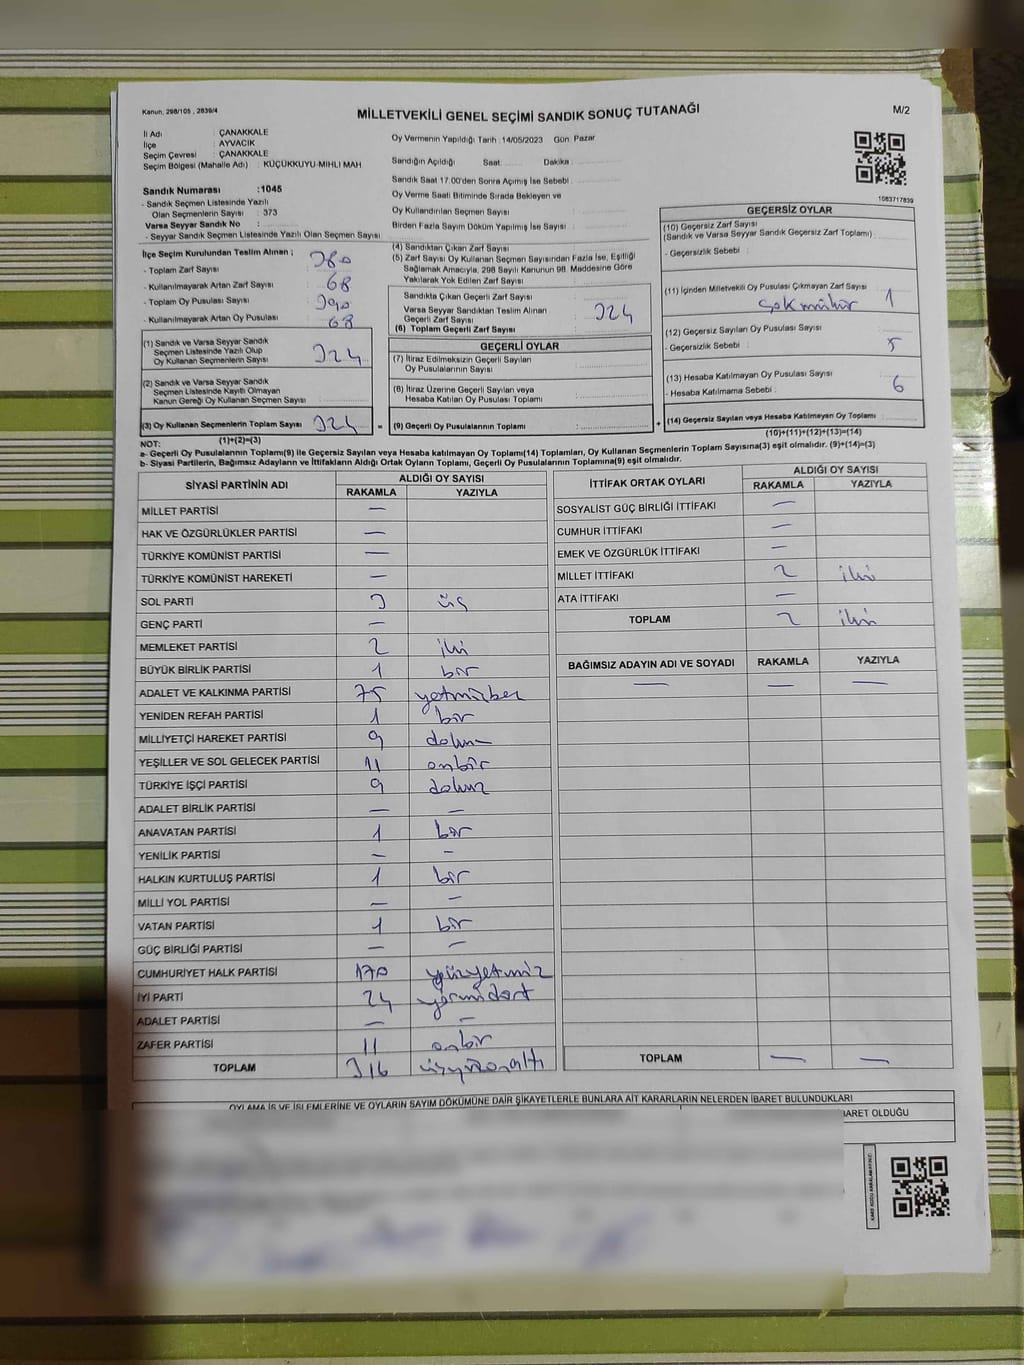 Kanun, 298/105 , 2839/4
MİLLETVEKİLİ GENEL SEÇİMİ SANDIK SONUÇ TUTANAĞI
M/2
İl Adı : ÇANAKKALE
İlçe : AYVACIK
Seçim Çevresi : ÇANAKKALE
Seçim Bölgesi (Mahalle Adı) : KÜÇÜKKUYU-MIHLI MAH
Sandık Numarası :1045
- Sandık Seçmen Listesinde Yazılı
Olan Seçmenlerin Sayısı : 373
Varsa Seyyar Sandık No :
- Seyyar Sandık Seçmen Listesinde Yazılı Olan Seçmen Sayısı
Oy Vermenin Yapıldığı Tarih :14/05/2023 Gün: Pazar
Sandığın Açıldığı Saat: Dakika:
Sandık Saat 17.00'den Sonra Açılmış İse Sebebi :
Oy Verme Saati Bitiminde Sırada Bekleyen ve
Oy Kullandırılan Seçmen Sayısı :
Birden Fazla Sayım Döküm Yapılmış İse Sayısı :
1083717839
İlçe Seçim Kurulundan Teslim Alınan ;
- Toplam Zarf Sayısı : 380
- Kullanılmayarak Artan Zarf Sayısı : 68
- Toplam Oy Pusulası Sayısı : 390
- Kullanılmayarak Artan Oy Pusulası : 68
(1) Sandık ve Varsa Seyyar Sandık
Seçmen Listesinde Yazılı Olup
Oy Kullanan Seçmenlerin Sayısı : 324
(2) Sandık ve Varsa Seyyar Sandık
Seçmen Listesinde Kayıtlı Olmayan
Kanun Gereği Oy Kullanan Seçmen Sayısı :
(3) Oy Kullanan Seçmenlerin Toplam Sayısı : 324
(1)+(2)=(3)
(4) Sandıktan Çıkan Zarf Sayısı :
(5) Zarf Sayısı Oy Kullanan Seçmen Sayısından Fazla İse, Eşitliği
Sağlamak Amacıyla, 298 Sayılı Kanunun 98. Maddesine Göre
Yakılarak Yok Edilen Zarf Sayısı :
Sandıkta Çıkan Geçerli Zarf Sayısı :
Varsa Seyyar Sandıktan Teslim Alınan
Geçerli Zarf Sayısı : 324
(6) Toplam Geçerli Zarf Sayısı :
GEÇERLİ OYLAR
(7) İtiraz Edilmeksizin Geçerli Sayılan
Oy Pusulalarının Sayısı :
(8) İtiraz Üzerine Geçerli Sayılan veya
Hesaba Katılan Oy Pusulası Toplamı :
= (9) Geçerli Oy Pusulalarının Toplamı :
GEÇERSİZ OYLAR
(10) Geçersiz Zarf Sayısı
(Sandık ve Varsa Seyyar Sandık Geçersiz Zarf Toplamı) :
- Geçersizlik Sebebi :
(11) İçinden Milletvekili Oy Pusulası Çıkmayan Zarf Sayısı : 1
(12) Geçersiz Sayılan Oy Pusulası Sayısı :
- Geçersizlik Sebebi : 5
(13) Hesaba Katılmayan Oy Pusulası Sayısı :
- Hesaba Katılmama Sebebi : 6
+ (14) Geçersiz Sayılan veya Hesaba Katılmayan Oy Toplamı :
(10)+(11)+(12)+(13)=(14)
NOT:
a- Geçerli Oy Pusulalarının Toplamı(9) ile Geçersiz Sayılan veya Hesaba katılmayan Oy Toplamı(14) Toplamları, Oy Kullanan Seçmenlerin Toplam Sayısına(3) eşit olmalıdır. (9)+(14)=(3)
b- Siyasi Partilerin, Bağımsız Adayların ve İttifakların Aldığı Ortak Oyların Toplamı, Geçerli Oy Pusulalarının Toplamına(9) eşit olmalıdır.
SİYASİ PARTİNİN ADI
ALDIĞI OY SAYISI
RAKAMLA YAZIYLA
MİLLET PARTİSİ —
HAK VE ÖZGÜRLÜKLER PARTİSİ —
TÜRKİYE KOMÜNİST PARTİSİ —
TÜRKİYE KOMÜNİST HAREKETİ —
SOL PARTİ 3 üç
GENÇ PARTİ —
MEMLEKET PARTİSİ 2 iki
BÜYÜK BİRLİK PARTİSİ 1 bir
ADALET VE KALKINMA PARTİSİ 75 yetmişbeş
YENİDEN REFAH PARTİSİ 1 bir
MİLLİYETÇİ HAREKET PARTİSİ 9 dokuz
YEŞİLLER VE SOL GELECEK PARTİSİ 11 onbir
TÜRKİYE İŞÇİ PARTİSİ 9 dokuz
ADALET BİRLİK PARTİSİ — —
ANAVATAN PARTİSİ 1 bir
YENİLİK PARTİSİ — —
HALKIN KURTULUŞ PARTİSİ 1 bir
MİLLİ YOL PARTİSİ — —
VATAN PARTİSİ 1 bir
GÜÇ BİRLİĞİ PARTİSİ — —
CUMHURİYET HALK PARTİSİ 170 yüzyetmiş
İYİ PARTİ 24 yirmidört
ADALET PARTİSİ — —
ZAFER PARTİSİ 11 onbir
TOPLAM 316 üçyüzonaltı
İTTİFAK ORTAK OYLARI
ALDIĞI OY SAYISI
RAKAMLA YAZIYLA
SOSYALİST GÜÇ BİRLİĞİ İTTİFAKI —
CUMHUR İTTİFAKI —
EMEK VE ÖZGÜRLÜK İTTİFAKI —
MİLLET İTTİFAKI 2 iki
ATA İTTİFAKI —
TOPLAM 2 iki
BAĞIMSIZ ADAYIN ADI VE SOYADI RAKAMLA YAZIYLA
— — —
TOPLAM — —
OYLAMA İŞ VE İŞLEMLERİNE VE OYLARIN SAYIM DÖKÜMÜNE DAİR ŞİKAYETLERLE BUNLARA AİT KARARLARIN NELERDEN İBARET BULUNDUKLARI
BARET OLDUĞU